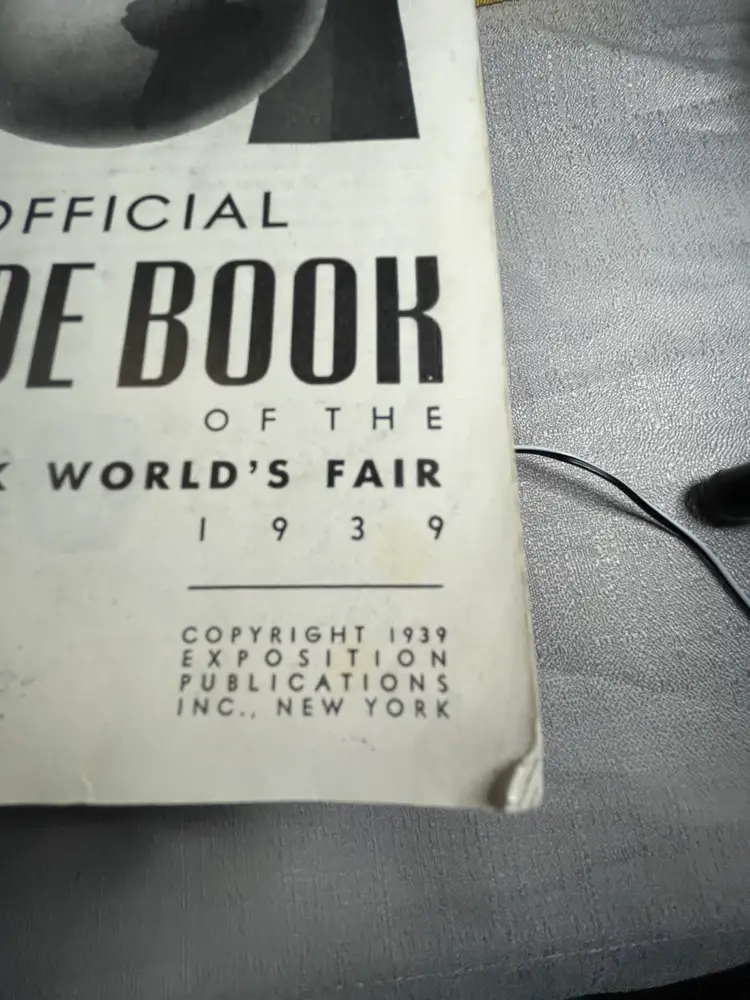 OFFICIAL
DE BOOK
OF THE
K WORLD'S FAIR
1939
COPYRIGHT 1939
EXPOSITION
PUBLICATIONS
INC., NEW YORK